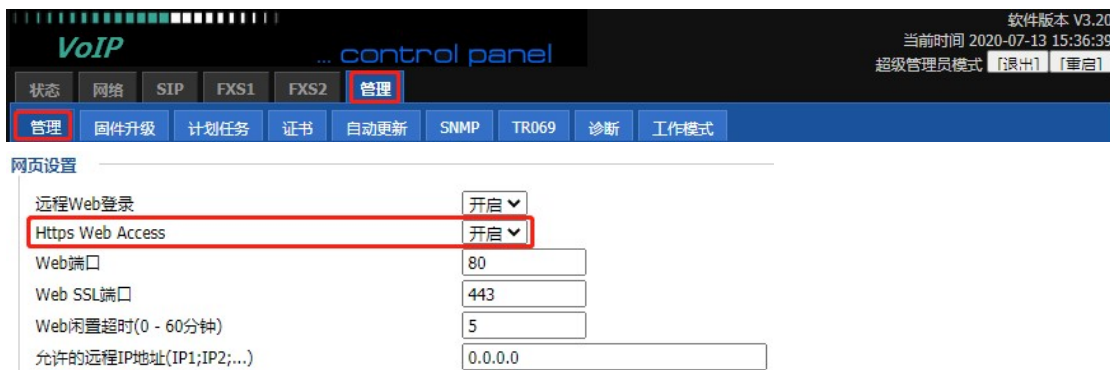 软件版本 V3.20
VoIP ... control panel
当前时间 2020-07-13 15:36:39
超级管理员模式 [退出] [重启]
状态 网络 SIP FXS1 FXS2 管理
管理 固件升级 计划任务 证书 自动更新 SNMP TR069 诊断 工作模式
网页设置
远程Web登录 开启
Https Web Access 开启
Web端口 80
Web SSL端口 443
Web闲置超时(0 - 60分钟) 5
允许的远程IP地址(IP1;IP2;...) 0.0.0.0